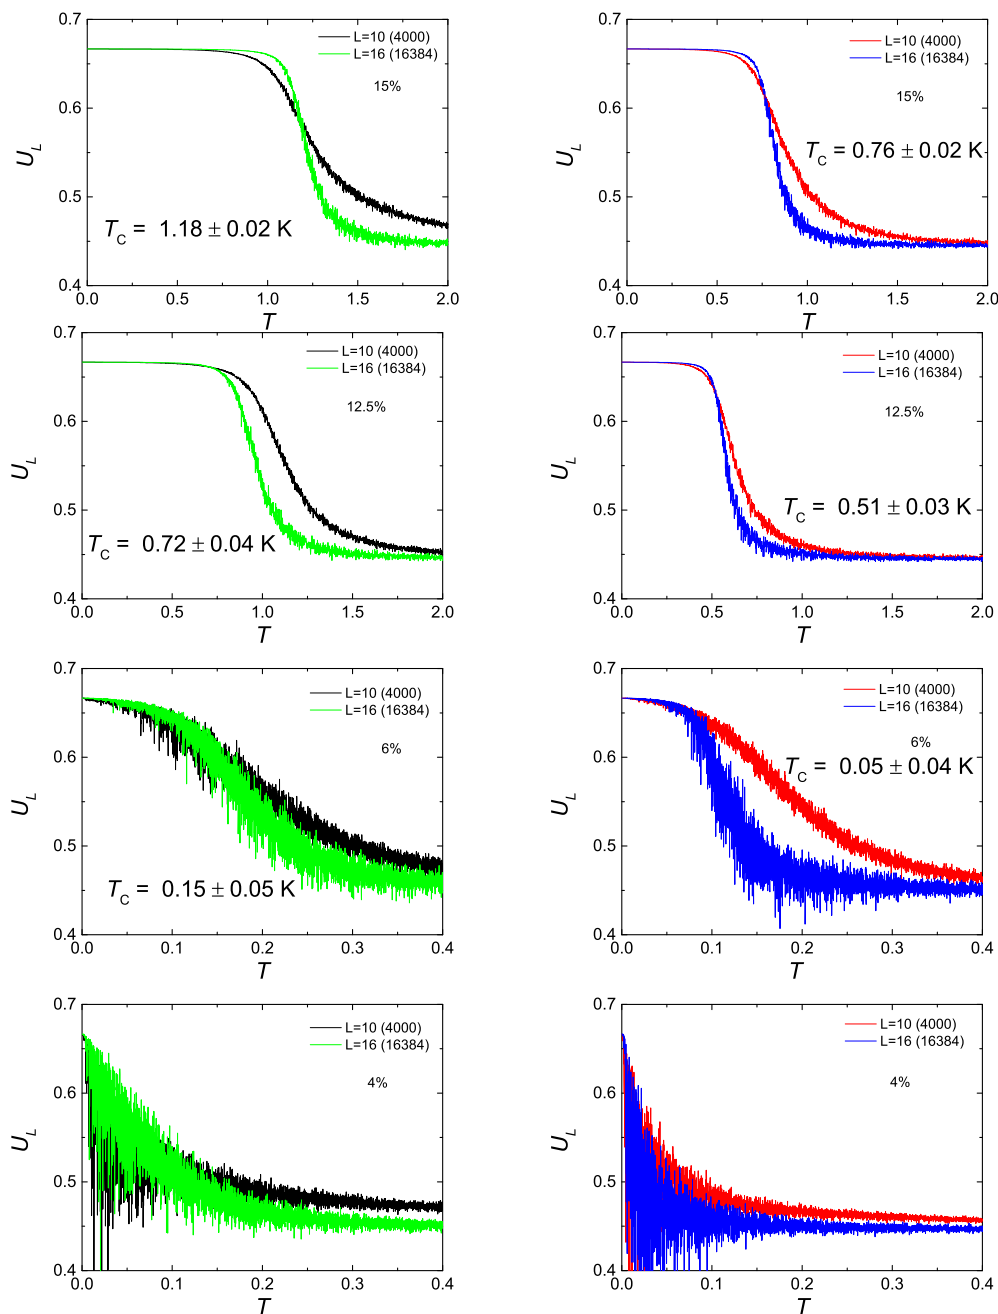 L=10 (4000)
L=16 (16384)
15%
T_C = 1.18 ± 0.02 K
0.7
0.6
0.5
0.4
U_L
0.0 0.5 1.0 1.5 2.0
T
L=10 (4000)
L=16 (16384)
15%
T_C = 0.76 ± 0.02 K
0.7
0.6
0.5
0.4
U_L
0.0 0.5 1.0 1.5 2.0
T
L=10 (4000)
L=16 (16384)
12.5%
T_C = 0.72 ± 0.04 K
0.7
0.6
0.5
0.4
U_L
0.0 0.5 1.0 1.5 2.0
T
L=10 (4000)
L=16 (16384)
12.5%
T_C = 0.51 ± 0.03 K
0.7
0.6
0.5
0.4
U_L
0.0 0.5 1.0 1.5 2.0
T
L=10 (4000)
L=16 (16384)
6%
T_C = 0.15 ± 0.05 K
0.7
0.6
0.5
0.4
U_L
0.0 0.1 0.2 0.3 0.4
T
L=10 (4000)
L=16 (16384)
6%
T_C = 0.05 ± 0.04 K
0.7
0.6
0.5
0.4
U_L
0.0 0.1 0.2 0.3 0.4
T
L=10 (4000)
L=16 (16384)
4%
0.7
0.6
0.5
0.4
U_L
0.0 0.1 0.2 0.3 0.4
T
L=10 (4000)
L=16 (16384)
4%
0.7
0.6
0.5
0.4
U_L
0.0 0.1 0.2 0.3 0.4
T